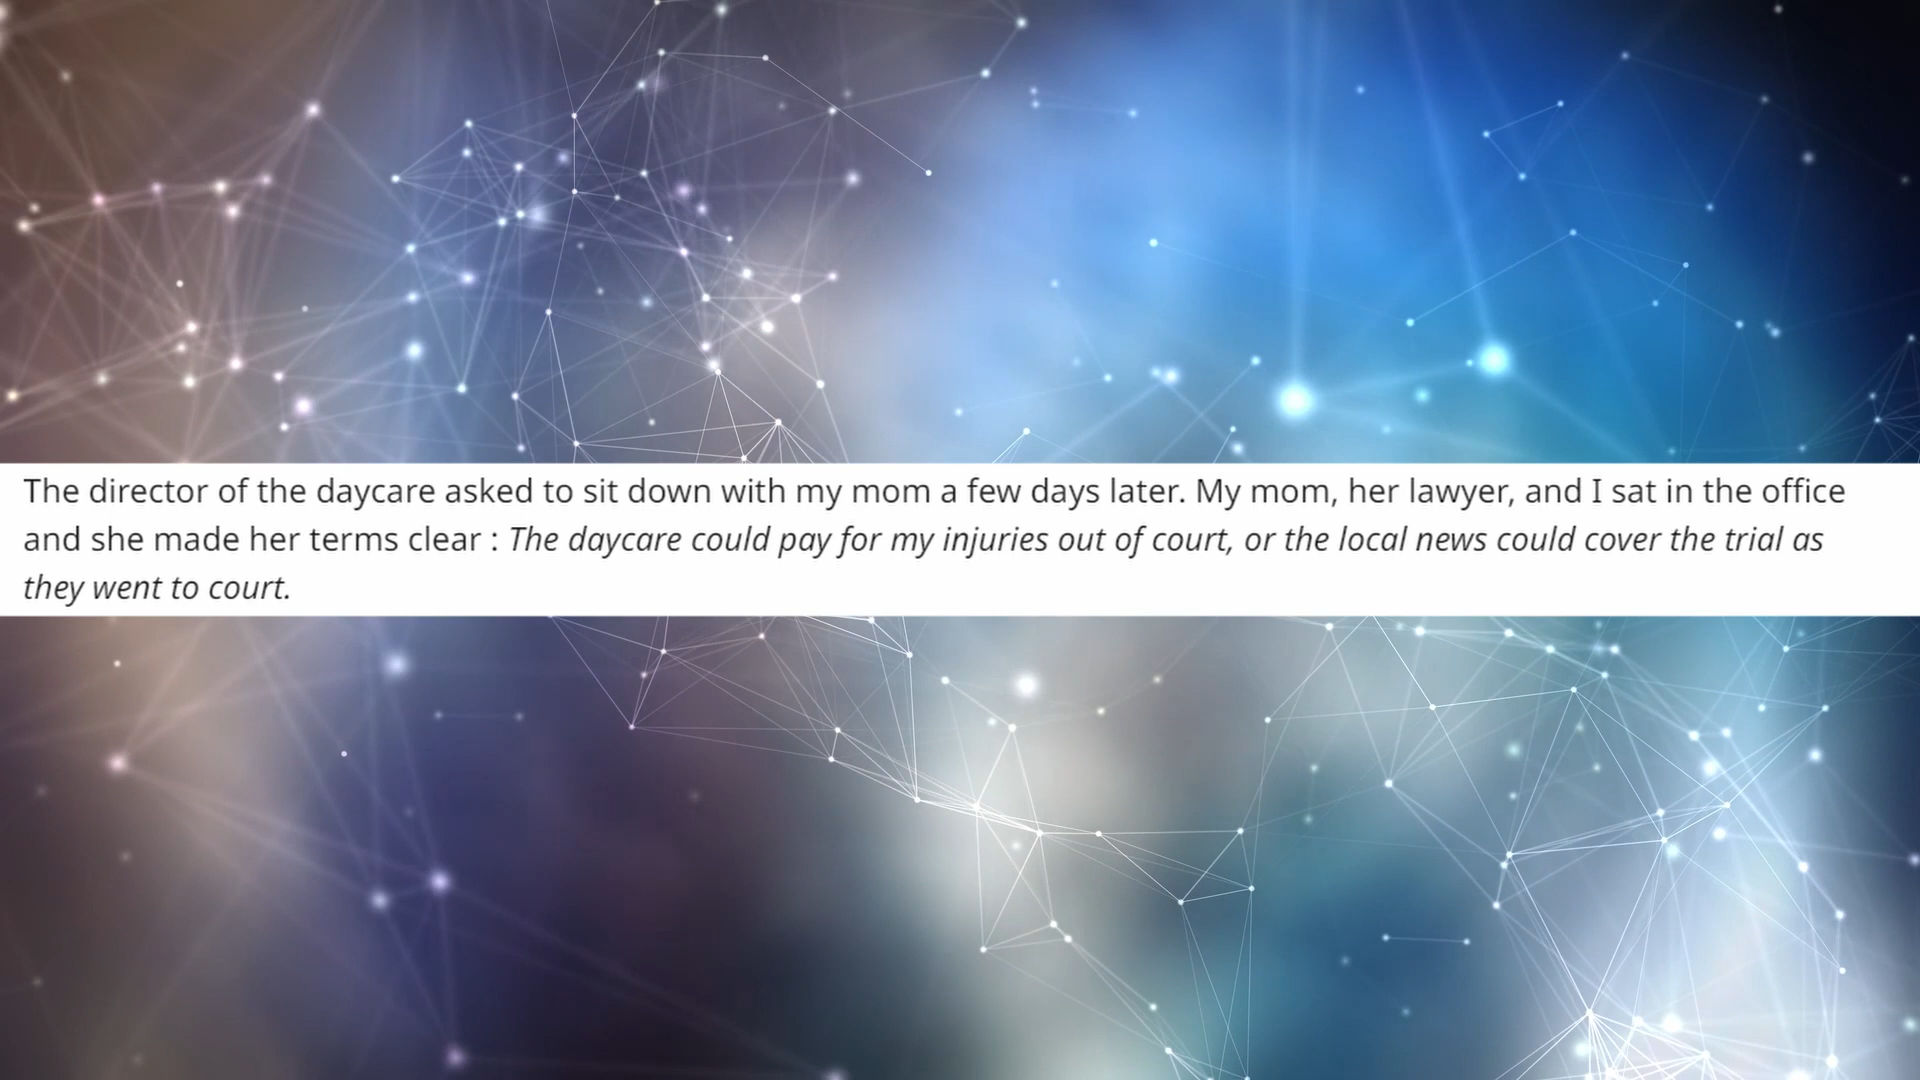 The director of the daycare asked to sit down with my mom a few days later. My mom, her lawyer, and I sat in the office
and she made her terms clear : The daycare could pay for my injuries out of court, or the local news could cover the trial as
they went to court.